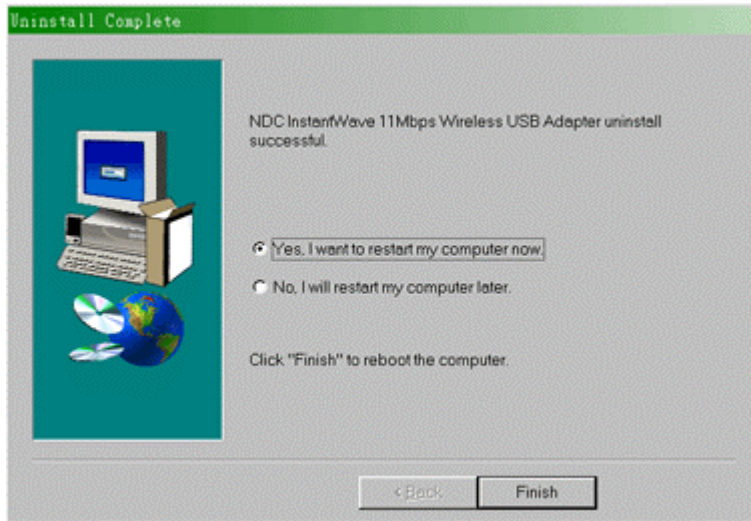 Uninstall Complete
NDC InstantWave 11Mbps Wireless USB Adapter uninstall
successful.
Yes, I want to restart my computer now.
No, I will restart my computer later.
Click "Finish" to reboot the computer.
< Back
Finish